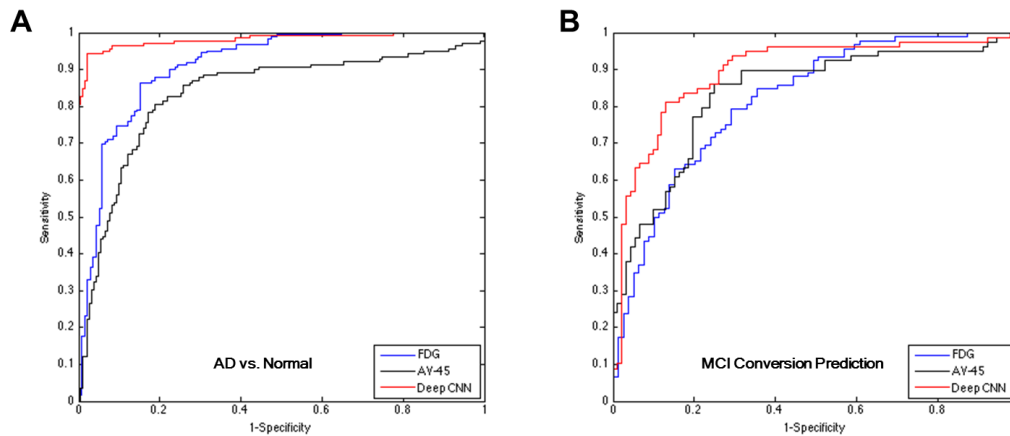 A
1
0.9
0.8
0.7
0.6
0.5
0.4
0.3
0.2
0.1
0
Sensitivity
0 0.2 0.4 0.6 0.8 1
1-Specificity
AD vs. Normal
FDG
AV-45
Deep CNN
B
1
0.9
0.8
0.7
0.6
0.5
0.4
0.3
0.2
0.1
0
Sensitivity
0 0.2 0.4 0.6 0.8
1-Specificity
MCI Conversion Prediction
FDG
AV-45
Deep CNN